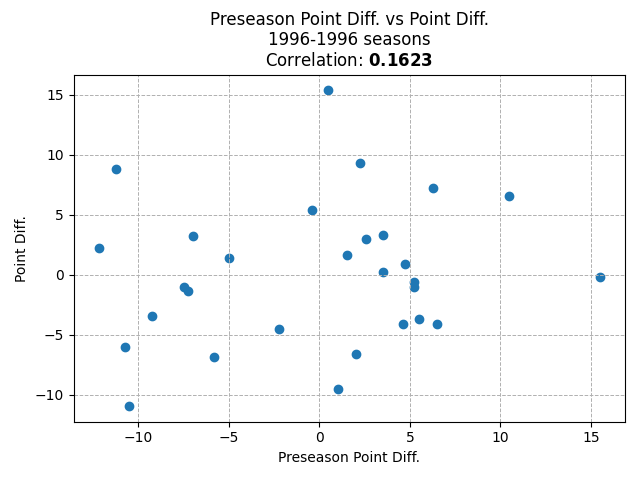 Preseason Point Diff. vs Point Diff.
1996-1996 seasons
Correlation: 0.1623
15
10
5
0
−5
−10
Point Diff.
−10 −5 0 5 10 15
Preseason Point Diff.